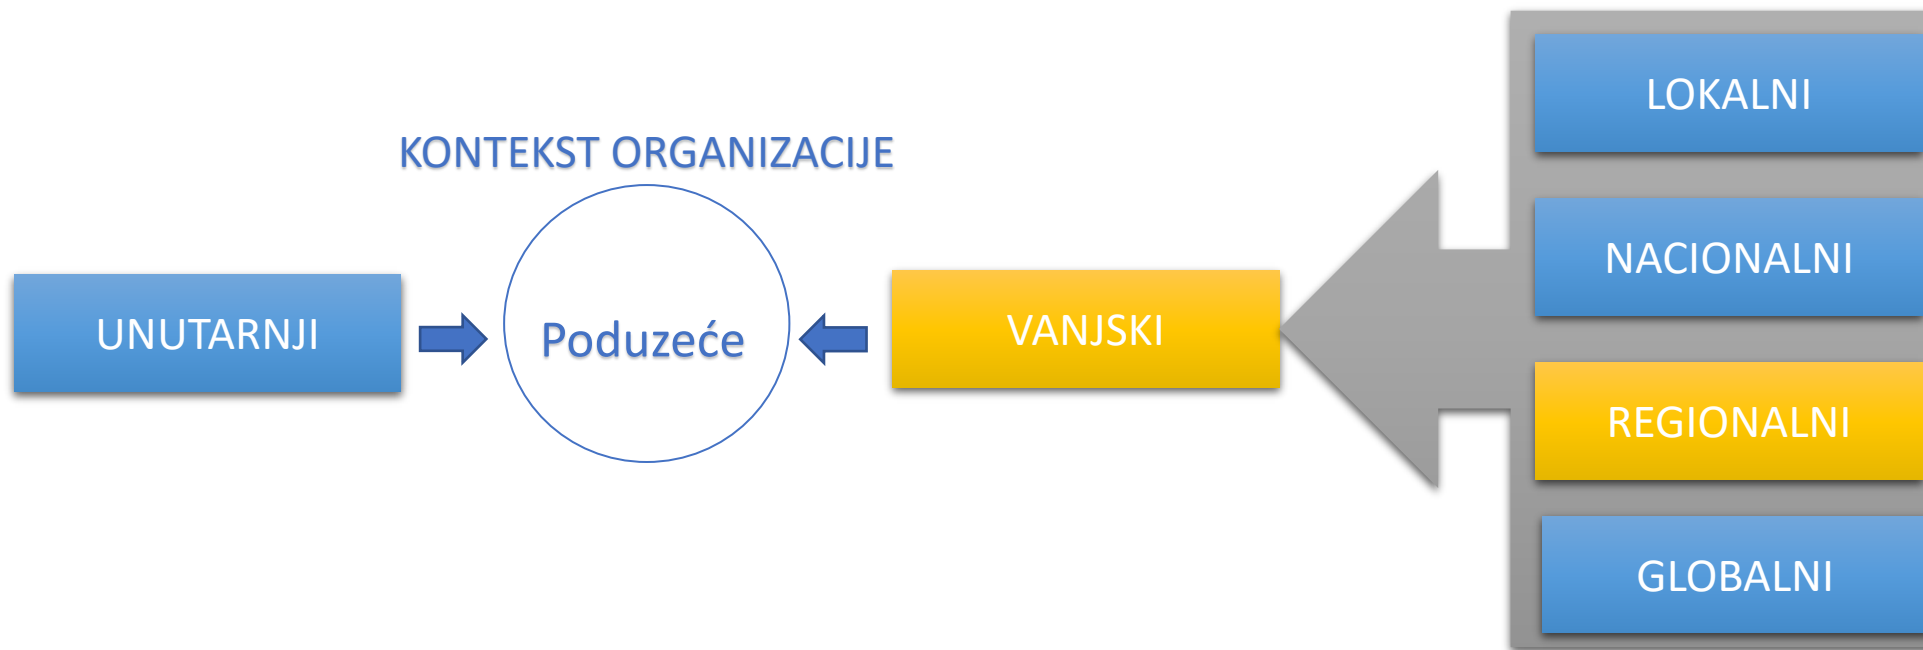 KONTEKST ORGANIZACIJE
UNUTARNJI
Poduzeće
VANJSKI
LOKALNI
NACIONALNI
REGIONALNI
GLOBALNI